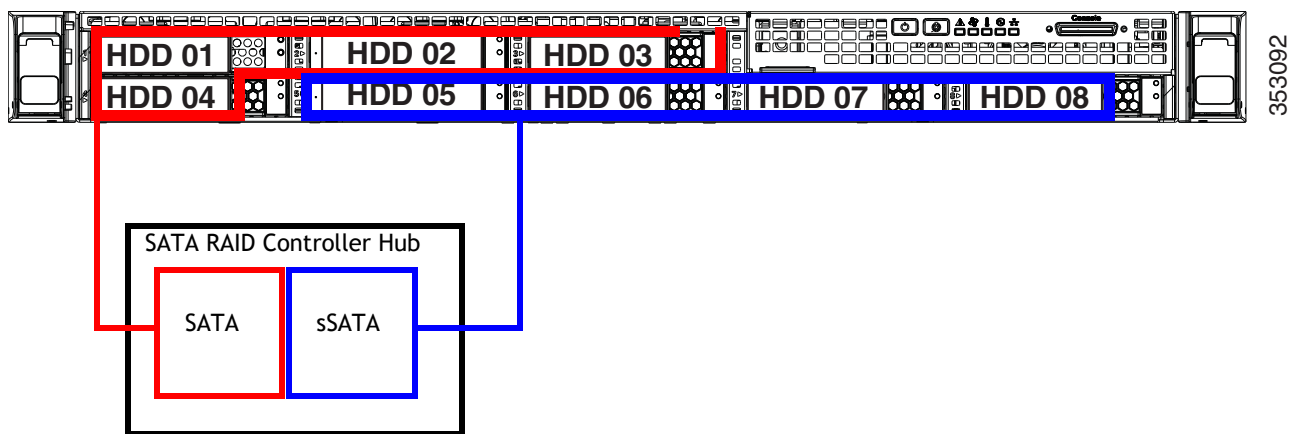 Console
HDD 01 HDD 02 HDD 03
HDD 04 HDD 05 HDD 06 HDD 07 HDD 08
353092
SATA RAID Controller Hub
SATA sSATA